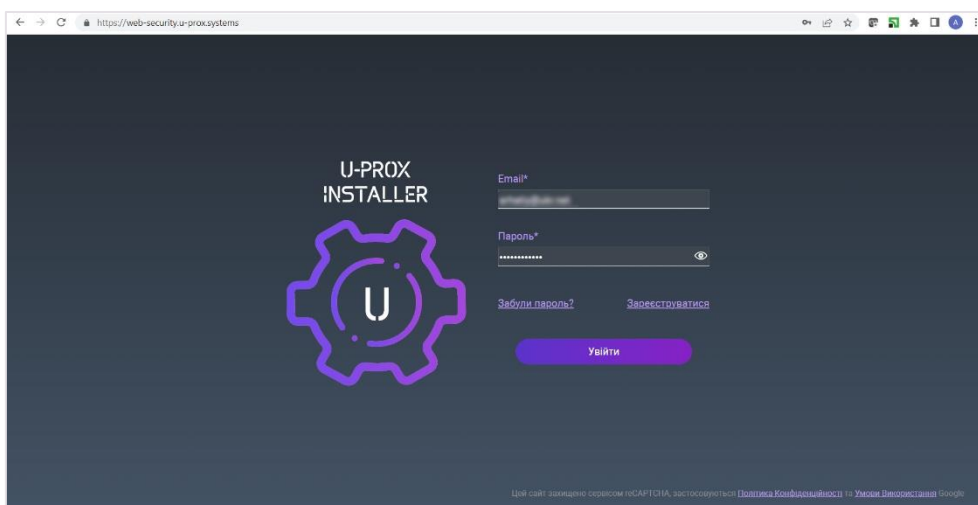 https://web-security.u-prox.systems
A
U-PROX
INSTALLER
U
Email*
Пароль*
Забули пароль? Зареєструватися
Увійти
Цей сайт захищено сервісом reCAPTCHA, застосовуються Політика Конфіденційності та Умови Використання Google